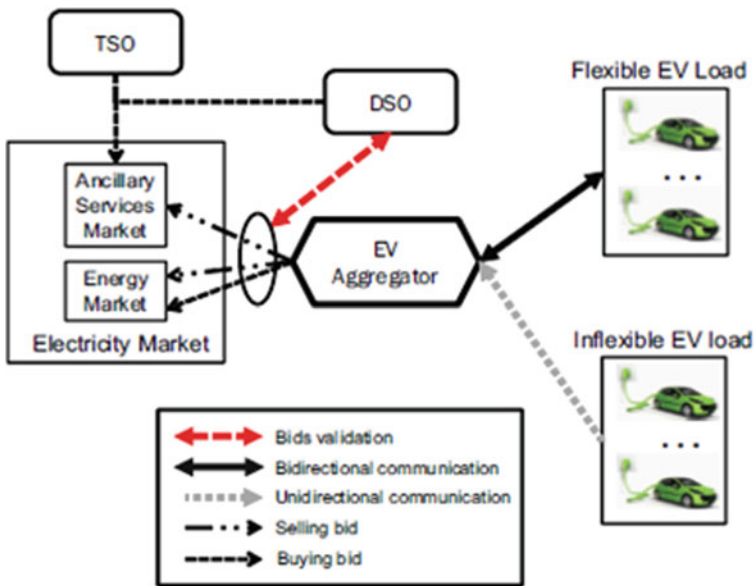 TSO
DSO
Flexible EV Load
. . .
Ancillary
Services
Market
Energy
Market
Electricity Market
EV
Aggregator
Inflexible EV load
. . .
Bids validation
Bidirectional communication
Unidirectional communication
Selling bid
Buying bid